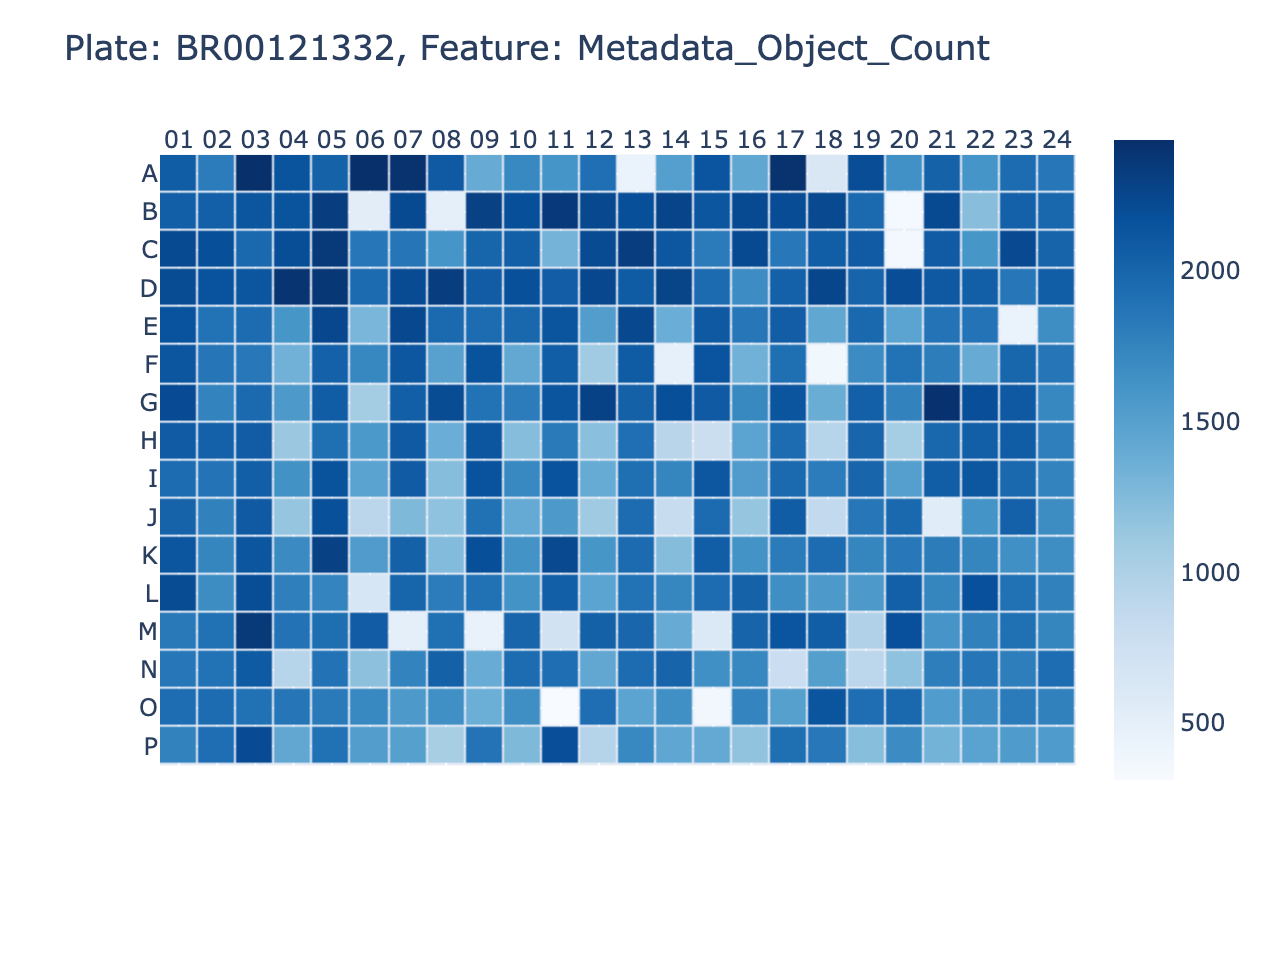 Plate: BR00121332, Feature: Metadata_Object_Count
01 02 03 04 05 06 07 08 09 10 11 12 13 14 15 16 17 18 19 20 21 22 23 24
A
B
C
D
E
F
G
H
I
J
K
L
M
N
O
P
2000
1500
1000
500